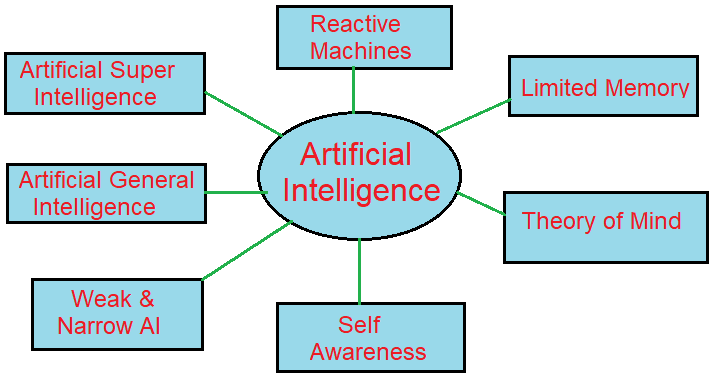 Reactive
Machines
Artificial Super
Intelligence
Limited Memory
Artificial
Intelligence
Artificial General
Intelligence
Theory of Mind
Weak &
Narrow AI
Self
Awareness